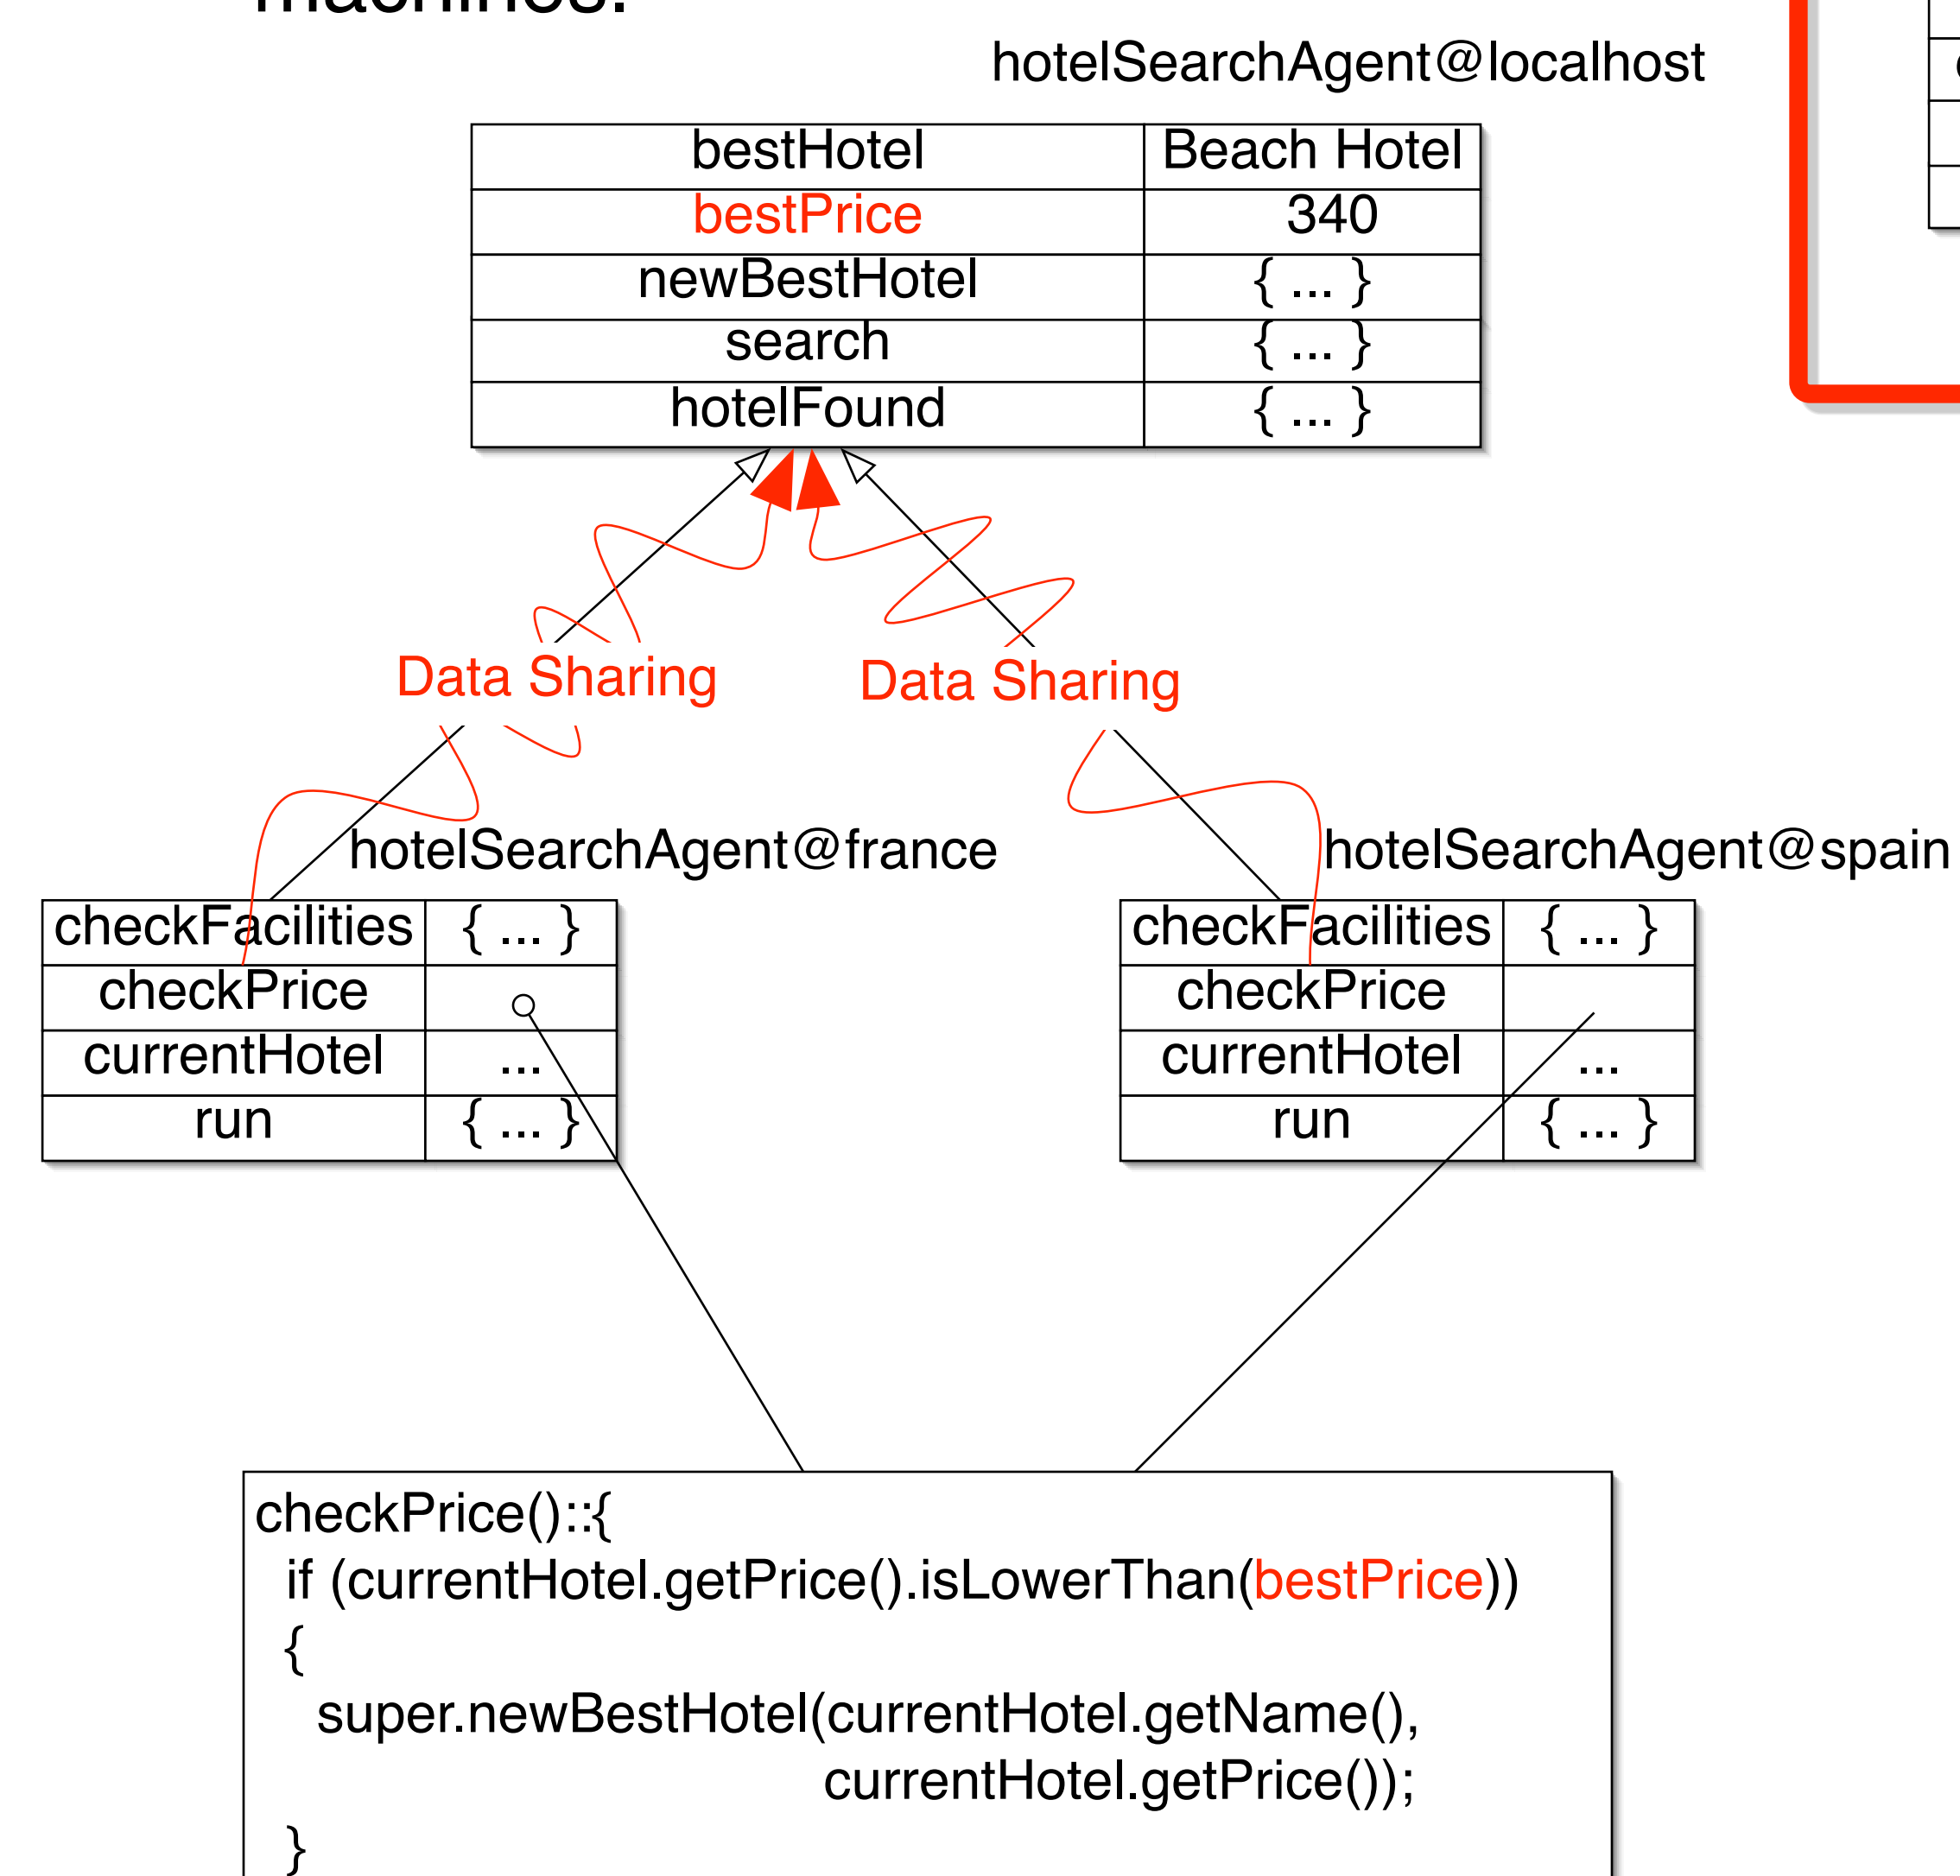 machines.
hotelSearchAgent@localhost
bestHotel Beach Hotel
bestPrice 340
newBestHotel { ... }
search { ... }
hotelFound { ... }
Data Sharing Data Sharing
hotelSearchAgent@france hotelSearchAgent@spain
checkFacilities { ... } checkFacilities { ... }
checkPrice checkPrice
currentHotel ... currentHotel ...
run { ... } run { ... }
checkPrice()::{
if (currentHotel.getPrice().isLowerThan(bestPrice))
{
super.newBestHotel(currentHotel.getName(),
currentHotel.getPrice());
}